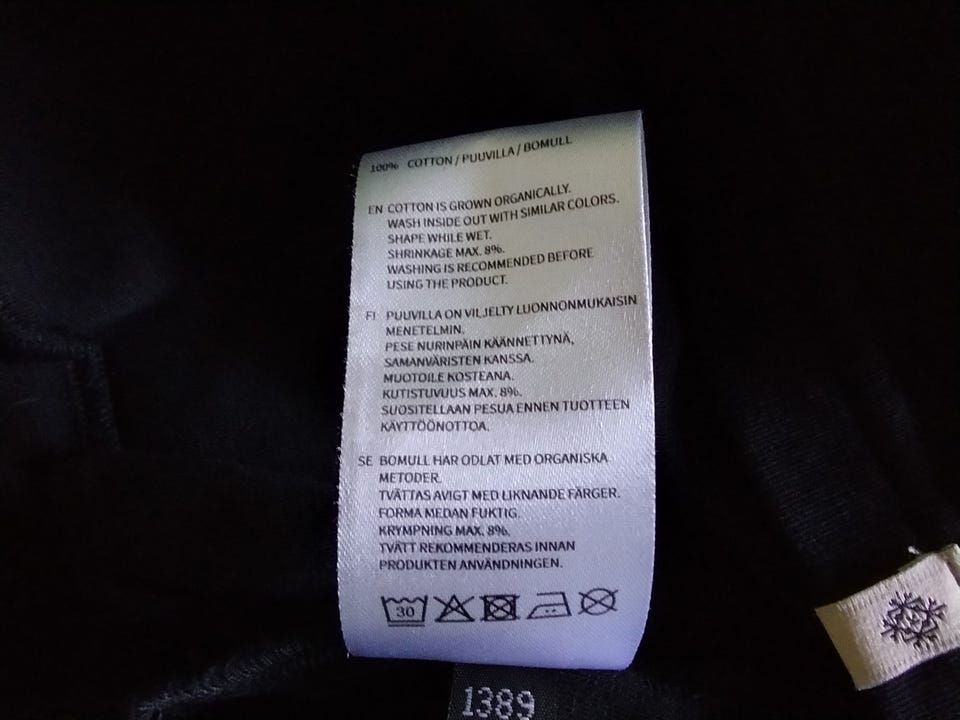 100% COTTON / PUUVILLA / BOMULL
EN COTTON IS GROWN ORGANICALLY.
WASH INSIDE OUT WITH SIMILAR COLORS.
SHAPE WHILE WET.
SHRINKAGE MAX. 8%.
WASHING IS RECOMMENDED BEFORE
USING THE PRODUCT.
FI PUUVILLA ON VILJELTY LUONNONMUKAISIN
MENETELMIN.
PESE NURINPÄIN KÄÄNNETTYNÄ,
SAMANVÄRISTEN KANSSA.
MUOTOILE KOSTEANA.
KUTISTUVUUS MAX. 8%.
SUOSITELLAAN PESUA ENNEN TUOTTEEN
KÄYTTÖÖNOTTOA.
SE BOMULL HAR ODLAT MED ORGANISKA
METODER.
TVÄTTAS AVIGT MED LIKNANDE FÄRGER.
FORMA MEDAN FUKTIG.
KRYMPNING MAX. 8%.
TVÄTT REKOMMENDERAS INNAN
PRODUKTEN ANVÄNDNINGEN.
30
1389